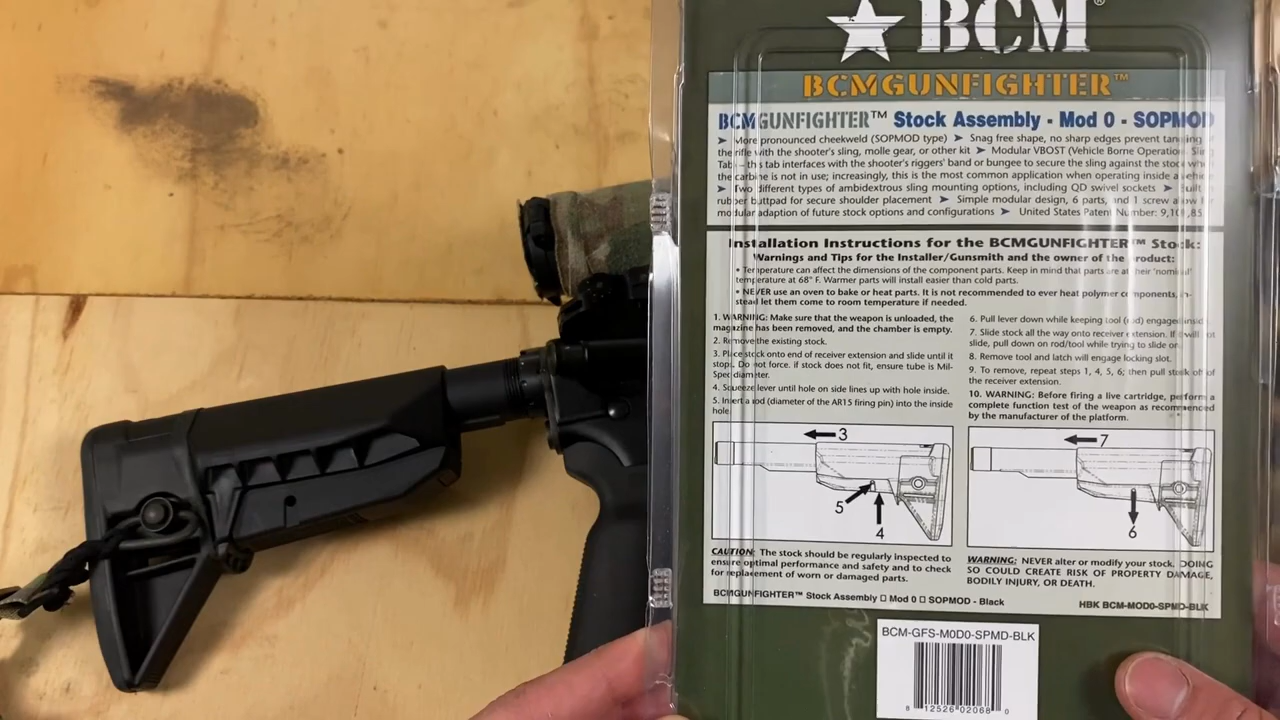 BCM®
BCMGUNFIGHTER™
BCMGUNFIGHTER™ Stock Assembly - Mod 0 - SOPMOD
➤ More pronounced cheekweld (SOPMOD type) ➤ Snag free shape, no sharp edges prevent tangling of
the rifle with the shooter's sling, molle gear, or other kit ➤ Modular VBOST (Vehicle Borne Operation Sling
Tab – this tab interfaces with the shooter's riggers' band or bungee to secure the sling against the stock when
the carbine is not in use; increasingly, this is the most common application when operating inside a vehicle
➤ Two different types of ambidextrous sling mounting options, including QD swivel sockets ➤ Built
rubber buttpad for secure shoulder placement ➤ Simple modular design, 6 parts, and 1 screw allow for
modular adaption of future stock options and configurations ➤ United States Patent Number:
Installation Instructions for the BCMGUNFIGHTER™ Stock:
Warnings and Tips for the Installer/Gunsmith and the owner of the product:
• Temperature can affect the dimensions of the component parts. Keep in mind that parts are at their "nominal"
temperature at 68° F. Warmer parts will install easier than cold parts.
• NEVER use an oven to bake or heat parts. It is not recommended to ever heat polymer components, in-
stead let them come to room temperature if needed.
1. WARNING: Make sure that the weapon is unloaded, the
magazine has been removed, and the chamber is empty.
2. Remove the existing stock.
3. Place stock onto end of receiver extension and slide until it
stops. Do not force. if stock does not fit, ensure tube is Mil-
Spec diameter.
4. Squeeze lever until hole on side lines up with hole inside.
5. Insert a rod (diameter of the AR15 firing pin) into the inside
hole.
6. Pull lever down while keeping tool (rod) engaged inside
7. Slide stock all the way onto receiver extension. If it will not
slide, pull down on rod/tool while trying to slide on
8. Remove tool and latch will engage locking slot.
9. To remove, repeat steps 1, 4, 5, 6; then pull stock off of
the receiver extension.
10. WARNING: Before firing a live cartridge, perform a
complete function test of the weapon as recommended
by the manufacturer of the platform.
3
5
4
7
6
CAUTION: The stock should be regularly inspected to
ensure optimal performance and safety and to check
for replacement of worn or damaged parts.
WARNING: NEVER alter or modify your stock. DOING
SO COULD CREATE RISK OF PROPERTY DAMAGE,
BODILY INJURY, OR DEATH.
BCMGUNFIGHTER™ Stock Assembly □ Mod 0 □ SOPMOD - Black
HBK BCM-MOD0-SPMD-BLK
BCM-GFS-M0D0-SPMD-BLK
8 12526 02068 0